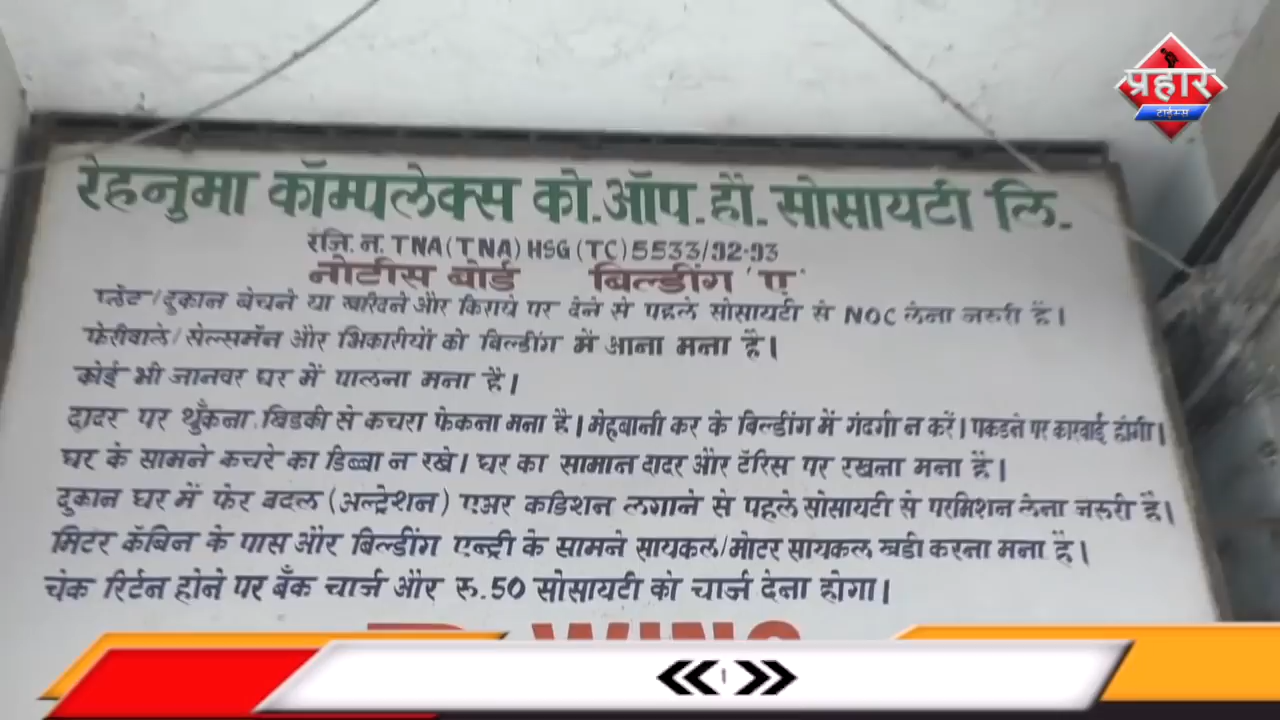 प्रहार
टाईम्स
रेहनुमा कॉम्पलेक्स को.ऑप.हौ. सोसायटी लि.
रजि. न. TNA (TNA) HSG (TC) 5533/92-93
नोटीस बोर्ड बिल्डींग 'ए'
फ्लॅट/दुकान बेचने या खरिदने और किराये पर देने से पहले सोसायटी से NOC लेना जरुरी है।
फेरीवाले/सेल्समॅन और भिकारीयों को बिल्डींग में आना मना है।
कोई भी जानवर घर में पालना मना है।
दादर पर थुँकना, खिडकी से कचरा फेकना मना है। मेहबानी कर के बिल्डींग में गंदगी न करें। पकडने पर कारवाई होगी।
घर के सामने कचरे का डिब्बा न रखे। घर का सामान दादर और टॅरिस पर रखना मना है।
दुकान घर में फेर बदल (अल्ट्रेशन) एअर कडिशन लगाने से पहले सोसायटी से परमिशन लेना जरुरी है।
मिटर कॅबिन के पास और बिल्डींग एन्ट्री के सामने सायकल/मोटर सायकल खडी करना मना है।
चेक रिर्टन होने पर बँक चार्ज और रु.50 सोसायटी को चार्ज देना होगा।